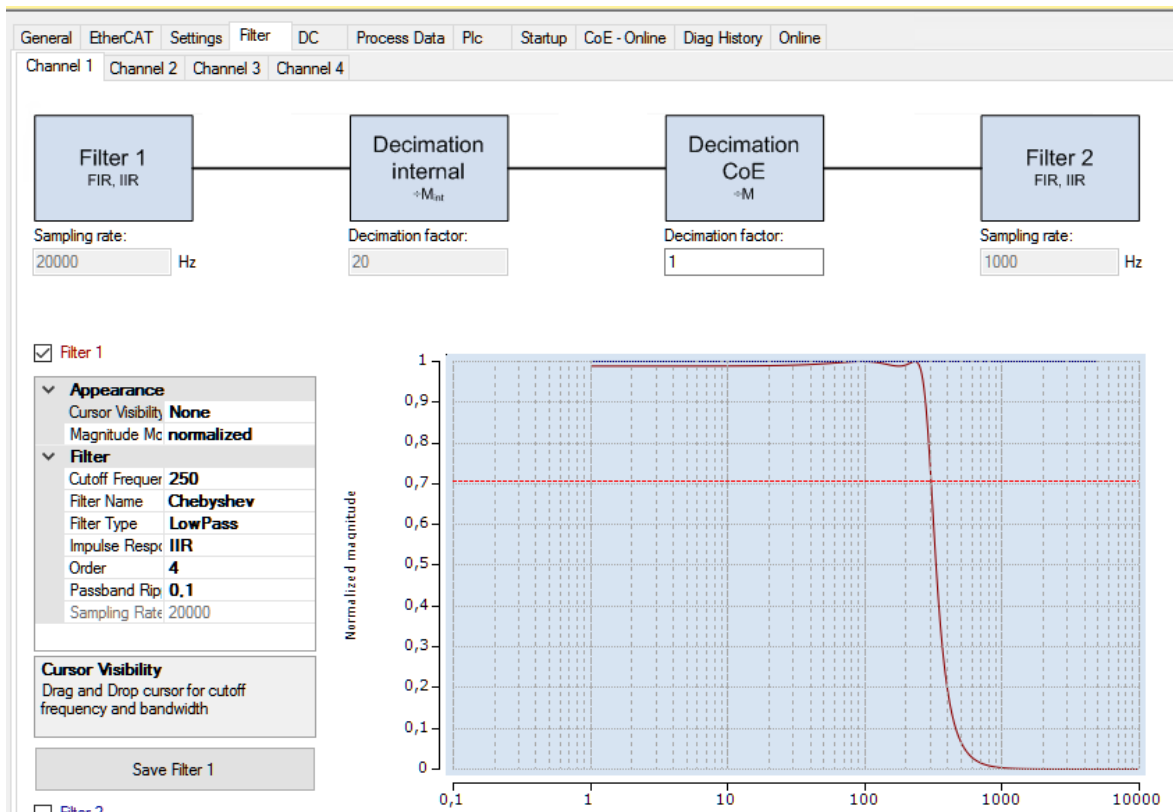 General EtherCAT Settings Filter DC Process Data Plc Startup CoE - Online Diag History Online
Channel 1 Channel 2 Channel 3 Channel 4
Filter 1
FIR, IIR
Decimation
internal
÷Mint
Decimation
CoE
÷M
Filter 2
FIR, IIR
Sampling rate:
20000 Hz
Decimation factor:
20
Decimation factor:
1
Sampling rate:
1000 Hz
Filter 1
Appearance
Cursor Visibility None
Magnitude Mc normalized
Filter
Cutoff Frequer 250
Filter Name Chebyshev
Filter Type LowPass
Impulse Respc IIR
Order 4
Passband Rip 0,1
Sampling Rate 20000
Cursor Visibility
Drag and Drop cursor for cutoff
frequency and bandwidth
Save Filter 1
Normalized magnitude
1
0,9
0,8
0,7
0,6
0,5
0,4
0,3
0,2
0,1
0
0,1 1 10 100 1000 10000